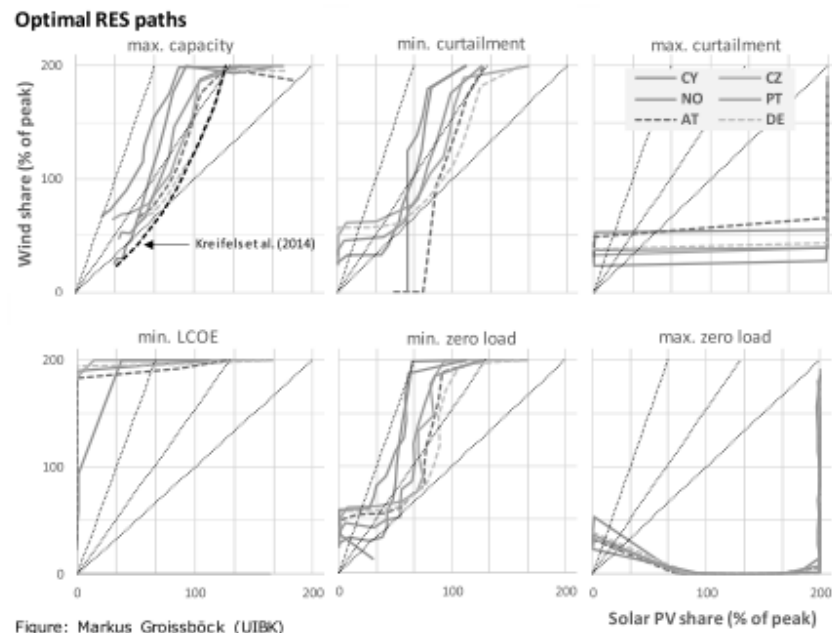 Optimal RES paths
max. capacity
min. curtailment
max. curtailment
Wind share (% of peak)
200
100
0
Kreifels et al. (2014)
CY CZ
NO PT
AT DE
min. LCOE
min. zero load
max. zero load
200
100
0
0 100 200
0 100 200
0 100 200
Solar PV share (% of peak)
Figure: Markus Groissböck (UIBK)